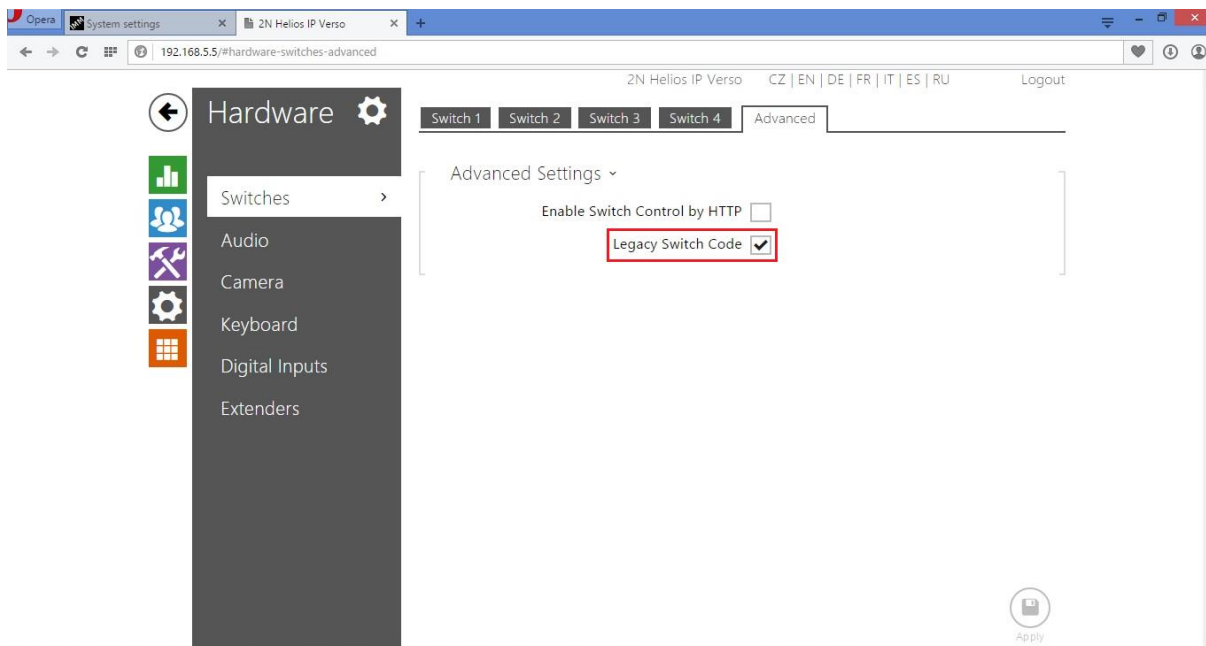 Opera System settings 2N Helios IP Verso
192.168.5.5/#hardware-switches-advanced
2N Helios IP Verso CZ | EN | DE | FR | IT | ES | RU Logout
Hardware
Switch 1 Switch 2 Switch 3 Switch 4 Advanced
Advanced Settings
Switches
Enable Switch Control by HTTP
Audio
Legacy Switch Code
Camera
Keyboard
Digital Inputs
Extenders
Apply